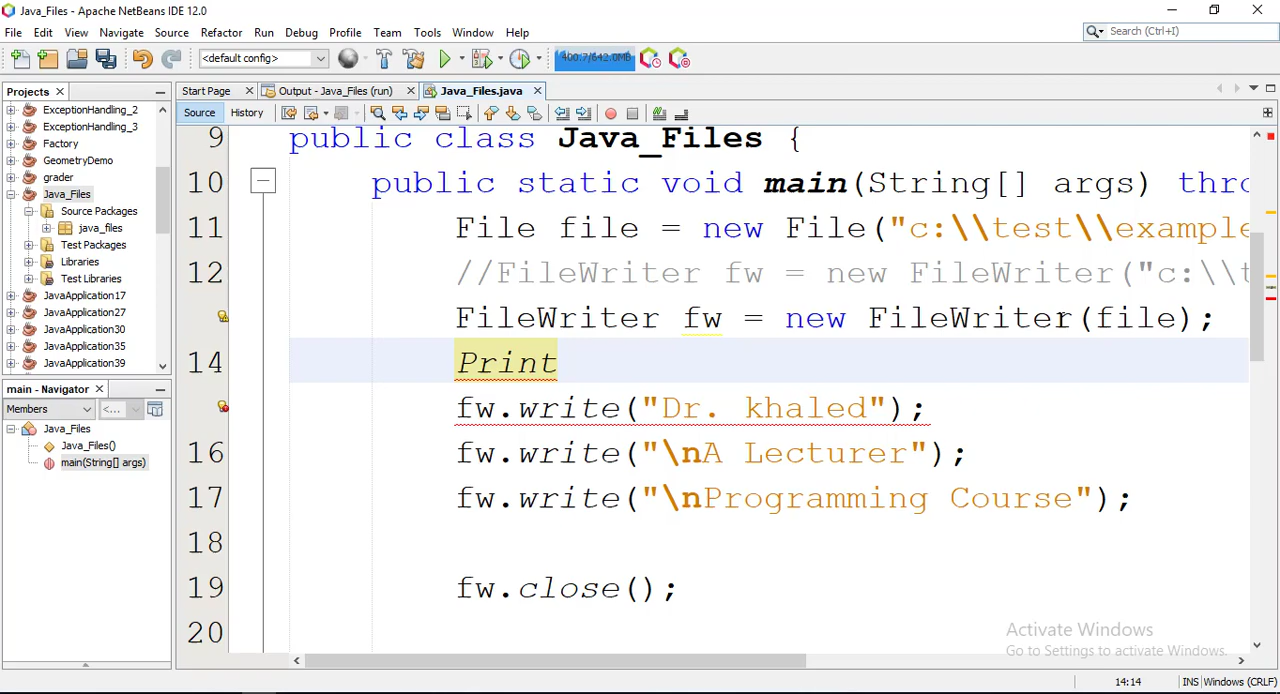 Java_Files - Apache NetBeans IDE 12.0
File Edit View Navigate Source Refactor Run Debug Profile Team Tools Window Help
Search (Ctrl+I)
<default config>
400.7/642.0MB
Projects
Start Page
Output - Java_Files (run)
Java_Files.java
Source History
ExceptionHandling_2
ExceptionHandling_3
Factory
GeometryDemo
grader
Java_Files
Source Packages
java_files
Test Packages
Libraries
Test Libraries
JavaApplication17
JavaApplication27
JavaApplication30
JavaApplication35
JavaApplication39
main - Navigator
Members
<...
Java_Files
Java_Files()
main(String[] args)
9 public class Java_Files {
10 public static void main(String[] args) thro
11 File file = new File("c:\\test\\example
12 //FileWriter fw = new FileWriter("c:\\t
FileWriter fw = new FileWriter(file);
14 Print
fw.write("Dr. khaled");
16 fw.write("\nA Lecturer");
17 fw.write("\nProgramming Course");
18
19 fw.close();
20
Activate Windows
Go to Settings to activate Windows.
14:14 INS Windows (CRLF)